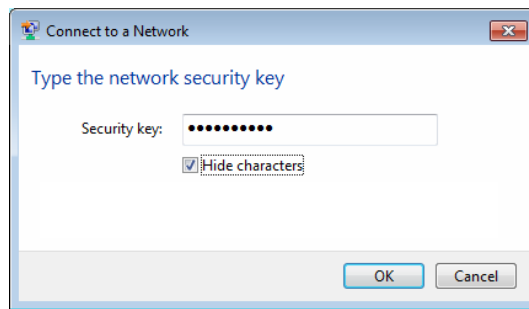 Connect to a Network
Type the network security key
Security key: ••••••••••
Hide characters
OK Cancel